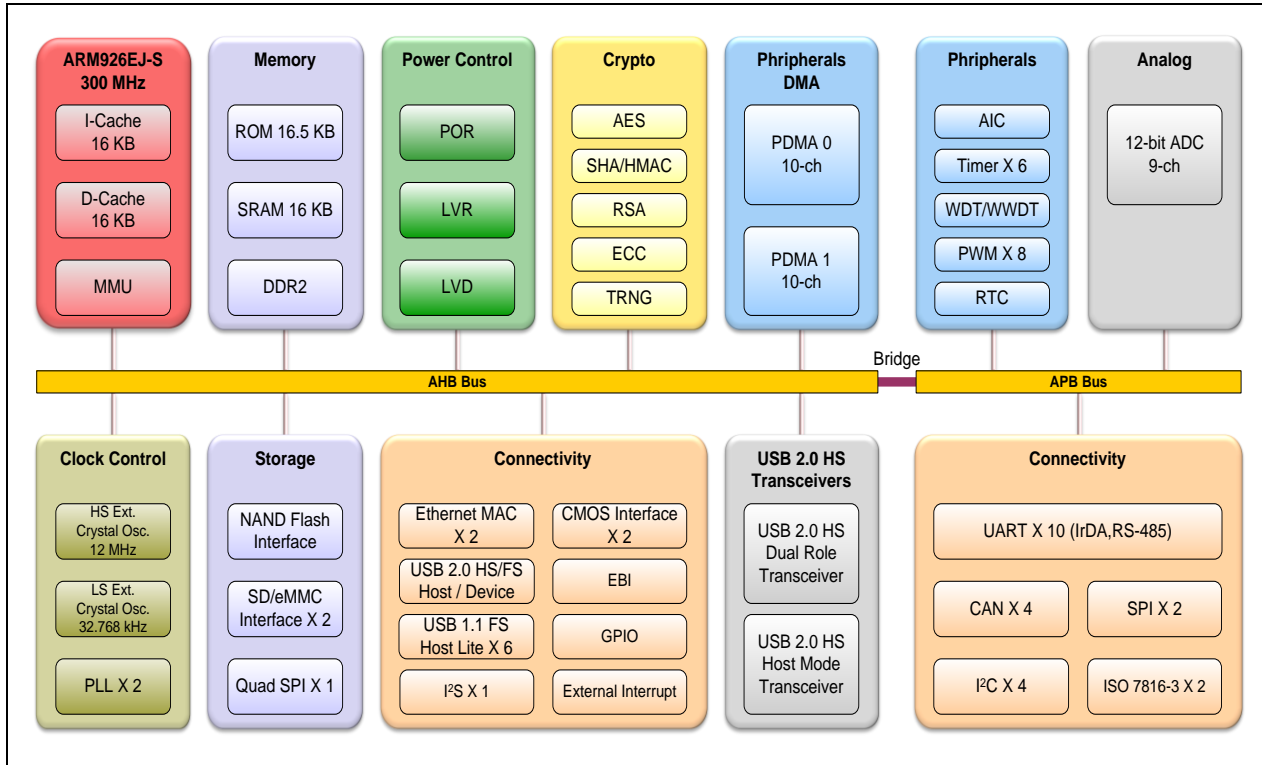 ARM926EJ-S
300 MHz
I-Cache
16 KB
D-Cache
16 KB
MMU
Memory
ROM 16.5 KB
SRAM 16 KB
DDR2
Power Control
POR
LVR
LVD
Crypto
AES
SHA/HMAC
RSA
ECC
TRNG
Phripherals
DMA
PDMA 0
10-ch
PDMA 1
10-ch
Phripherals
AIC
Timer X 6
WDT/WWDT
PWM X 8
RTC
Analog
12-bit ADC
9-ch
Bridge
AHB Bus
APB Bus
Clock Control
HS Ext.
Crystal Osc.
12 MHz
LS Ext.
Crystal Osc.
32.768 kHz
PLL X 2
Storage
NAND Flash
Interface
SD/eMMC
Interface X 2
Quad SPI X 1
Connectivity
Ethernet MAC
X 2
CMOS Interface
X 2
USB 2.0 HS/FS
Host / Device
EBI
USB 1.1 FS
Host Lite X 6
GPIO
I²S X 1
External Interrupt
USB 2.0 HS
Transceivers
USB 2.0 HS
Dual Role
Transceiver
USB 2.0 HS
Host Mode
Transceiver
Connectivity
UART X 10 (IrDA,RS-485)
CAN X 4
SPI X 2
I²C X 4
ISO 7816-3 X 2